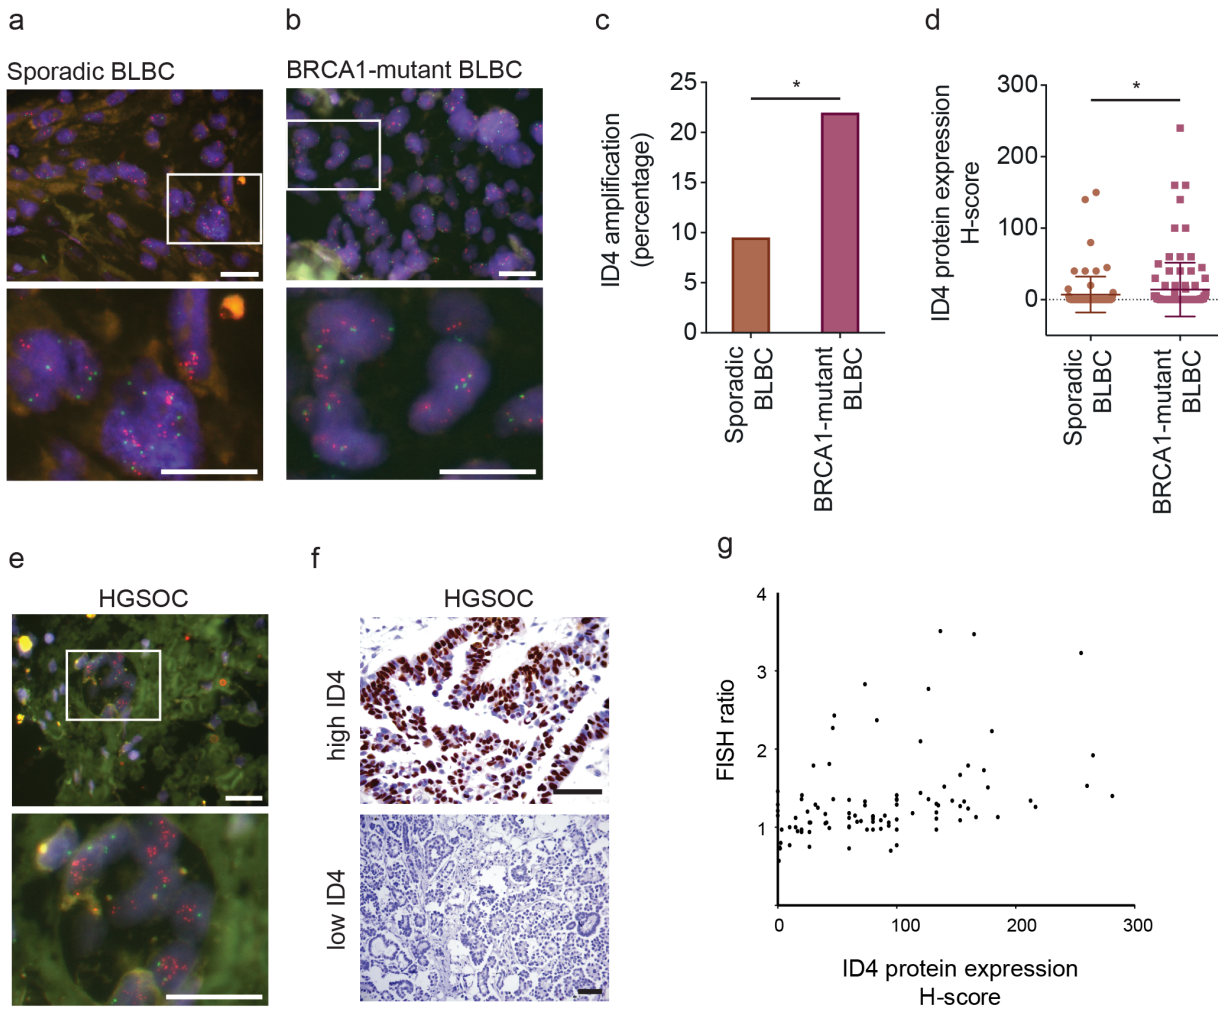 a
b
c
d
Sporadic BLBC
BRCA1-mutant BLBC
ID4 amplification
(percentage)
25
20
15
10
5
0
*
Sporadic
BLBC
BRCA1-mutant
BLBC
ID4 protein expression
H-score
300
200
100
0
*
Sporadic
BLBC
BRCA1-mutant
BLBC
e
f
g
HGSOC
HGSOC
high ID4
low ID4
FISH ratio
4
3
2
1
0
100
200
300
ID4 protein expression
H-score